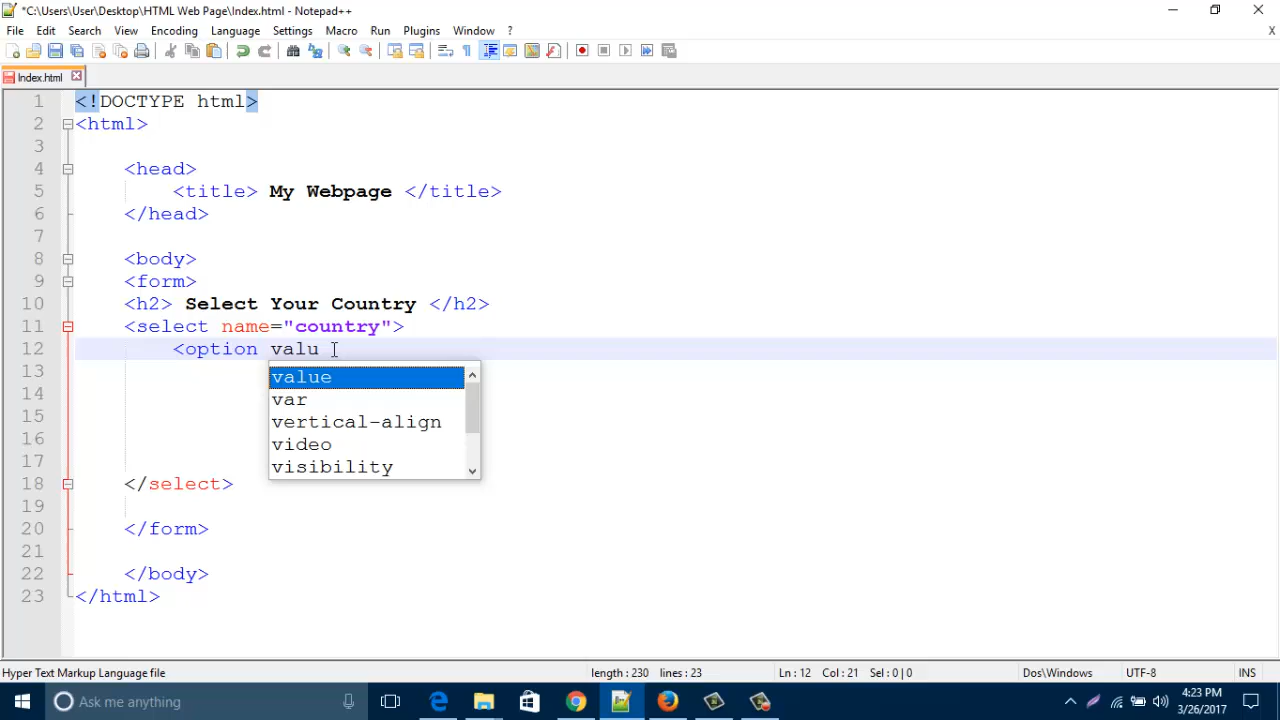 *C:\Users\User\Desktop\HTML Web Page\Index.html - Notepad++
File Edit Search View Encoding Language Settings Macro Run Plugins Window ? X
Index.html
1 <!DOCTYPE html>
2 <html>
3
4 <head>
5 <title> My Webpage </title>
6 </head>
7
8 <body>
9 <form>
10 <h2> Select Your Country </h2>
11 <select name="country">
12 <option valu
13 value
14 var
15 vertical-align
16 video
17 visibility
18 </select>
19
20 </form>
21
22 </body>
23 </html>
Hyper Text Markup Language file length : 230 lines : 23 Ln : 12 Col : 21 Sel : 0 | 0 Dos\Windows UTF-8 INS
Ask me anything 4:23 PM
3/26/2017